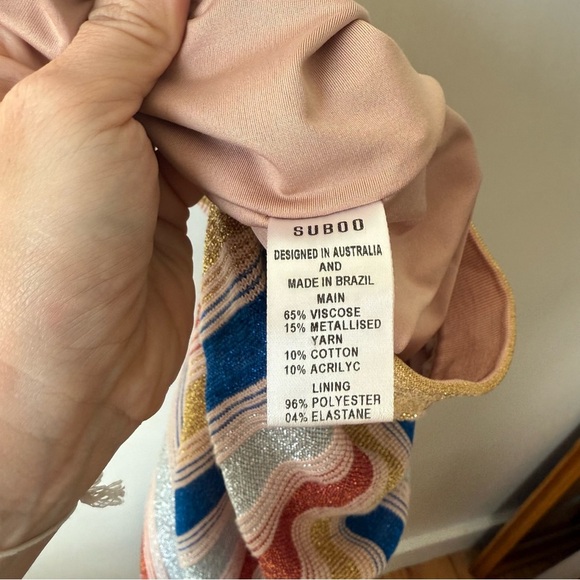 SUBOO
DESIGNED IN AUSTRALIA
AND
MADE IN BRAZIL
MAIN
65% VISCOSE
15% METALLISED
YARN
10% COTTON
10% ACRILYC
LINING
96% POLYESTER
04% ELASTANE